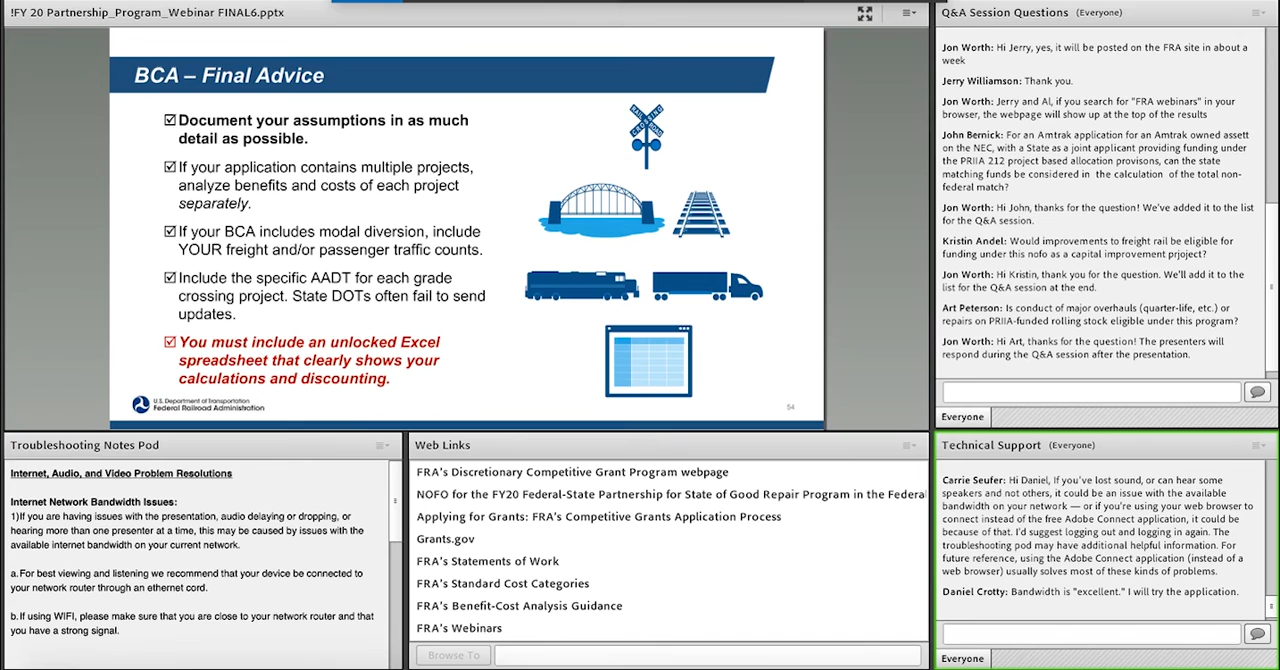 !FY 20 Partnership_Program_Webinar FINAL6.pptx
BCA – Final Advice
Document your assumptions in as much
detail as possible.
If your application contains multiple projects,
analyze benefits and costs of each project
separately.
If your BCA includes modal diversion, include
YOUR freight and/or passenger traffic counts.
Include the specific AADT for each grade
crossing project. State DOTs often fail to send
updates.
You must include an unlocked Excel
spreadsheet that clearly shows your
calculations and discounting.
RAIL ROAD
CROSSING
U.S. Department of Transportation
Federal Railroad Administration
54
Q&A Session Questions (Everyone)
Jon Worth: Hi Jerry, yes, it will be posted on the FRA site in about a
week
Jerry Williamson: Thank you.
Jon Worth: Jerry and Al, if you search for "FRA webinars" in your
browser, the webpage will show up at the top of the results
John Bernick: For an Amtrak application for an Amtrak owned assett
on the NEC, with a State as a joint applicant providing funding under
the PRIIA 212 project based allocation provisons, can the state
matching funds be considered in the calculation of the total non-
federal match?
Jon Worth: Hi John, thanks for the question! We've added it to the list
for the Q&A session.
Kristin Andel: Would improvements to freight rail be eligible for
funding under this nofo as a capital improvement project?
Jon Worth: Hi Kristin, thank you for the question. We'll add it to the
list for the Q&A session at the end.
Art Peterson: Is conduct of major overhauls (quarter-life, etc.) or
repairs on PRIIA-funded rolling stock eligible under this program?
Jon Worth: Hi Art, thanks for the question! The presenters will
respond during the Q&A session after the presentation.
Everyone
Troubleshooting Notes Pod
Internet, Audio, and Video Problem Resolutions
Internet Network Bandwidth Issues:
1)If you are having issues with the presentation, audio delaying or dropping, or
hearing more than one presenter at a time, this may be caused by issues with the
available internet bandwidth on your current network.
a. For best viewing and listening we recommend that your device be connected to
your network router through an ethernet cord.
b. If using WIFI, please make sure that you are close to your network router and that
you have a strong signal.
Web Links
FRA's Discretionary Competitive Grant Program webpage
NOFO for the FY20 Federal-State Partnership for State of Good Repair Program in the Federal
Applying for Grants: FRA's Competitive Grants Application Process
Grants.gov
FRA's Statements of Work
FRA's Standard Cost Categories
FRA's Benefit-Cost Analysis Guidance
FRA's Webinars
Browse To
Technical Support (Everyone)
Carrie Seufer: Hi Daniel, If you've lost sound, or can hear some
speakers and not others, it could be an issue with the available
bandwidth on your network — or if you're using your web browser to
connect instead of the free Adobe Connect application, it could be
because of that. I'd suggest logging out and logging in again. The
troubleshooting pod may have additional helpful information. For
future reference, using the Adobe Connect application (instead of a
web browser) usually solves most of these kinds of problems.
Daniel Crotty: Bandwidth is "excellent." I will try the application.
Everyone